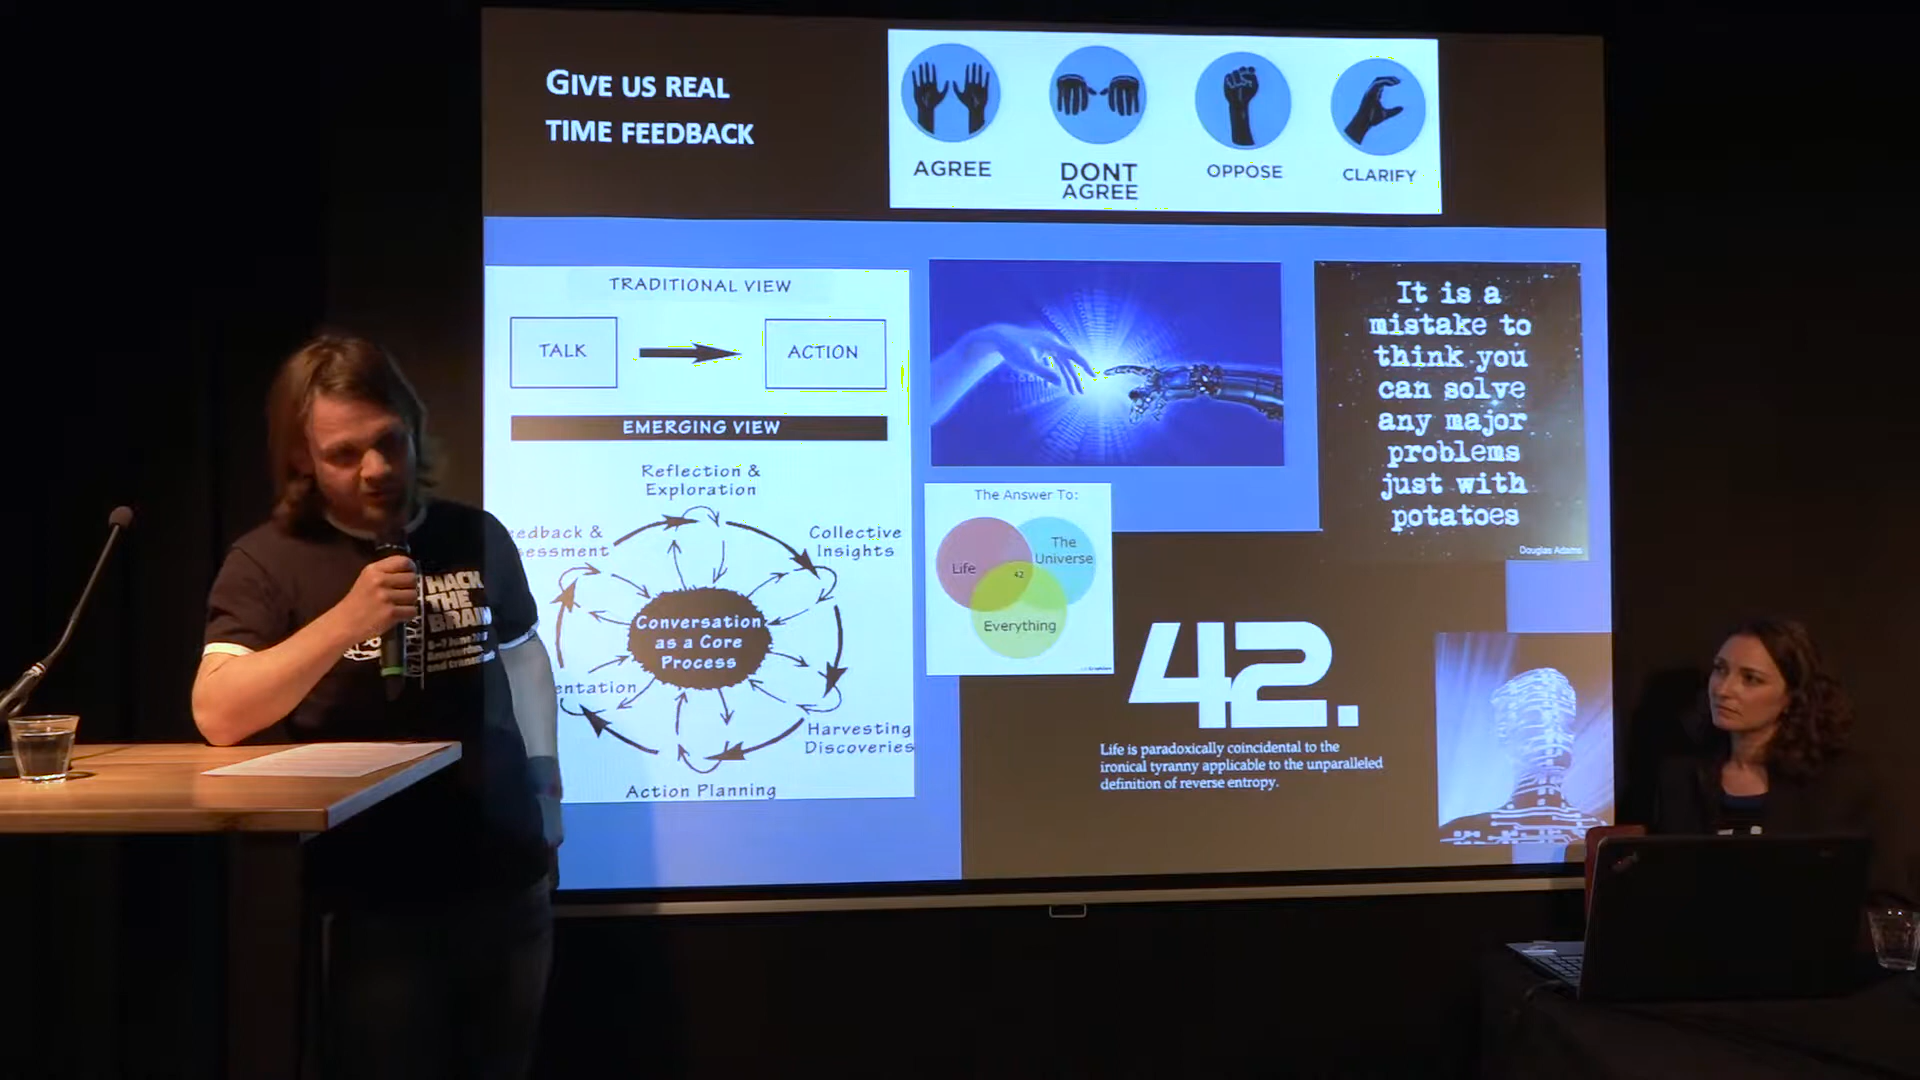 GIVE US REAL
TIME FEEDBACK
AGREE
DONT
AGREE
OPPOSE
CLARIFY
TRADITIONAL VIEW
TALK
ACTION
EMERGING VIEW
Reflection &
Exploration
Collective
Insights
edback &
sessment
Conversation
as a Core
Process
entation
Harvesting
Discoveries
Action Planning
The Answer To:
Life
The
Universe
42
Everything
It is a
mistake to
think you
can solve
any major
problems
just with
potatoes
Douglas Adams
42.
Life is paradoxically coincidental to the
ironical tyranny applicable to the unparalleled
definition of reverse entropy.
HACK
THE
BRAIN